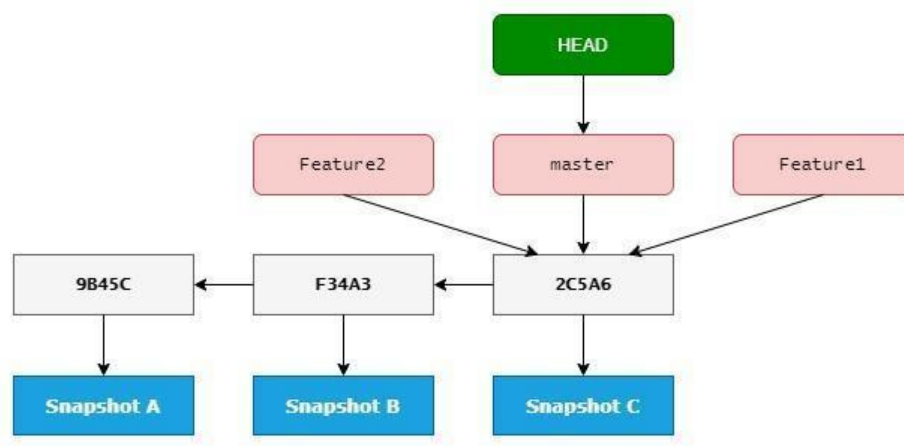 HEAD
Feature2
master
Feature1
9B45C
F34A3
2C5A6
Snapshot A
Snapshot B
Snapshot C